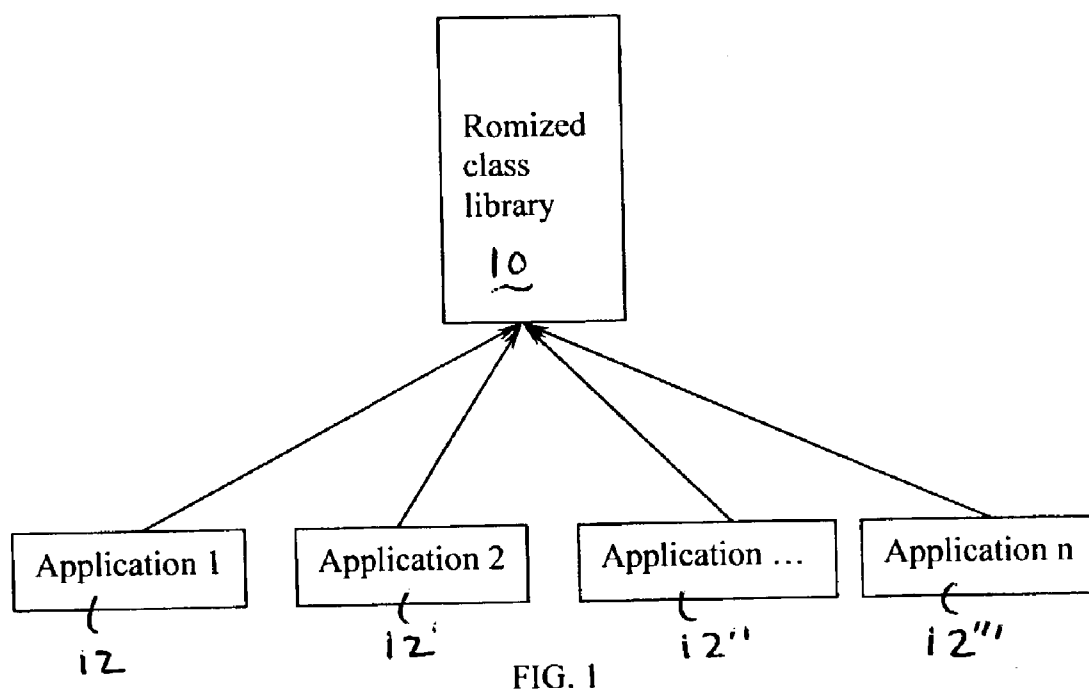 Romized
class
library
10
Application 1
Application 2
Application ...
Application n
12
12'
12"
12'"
FIG. 1